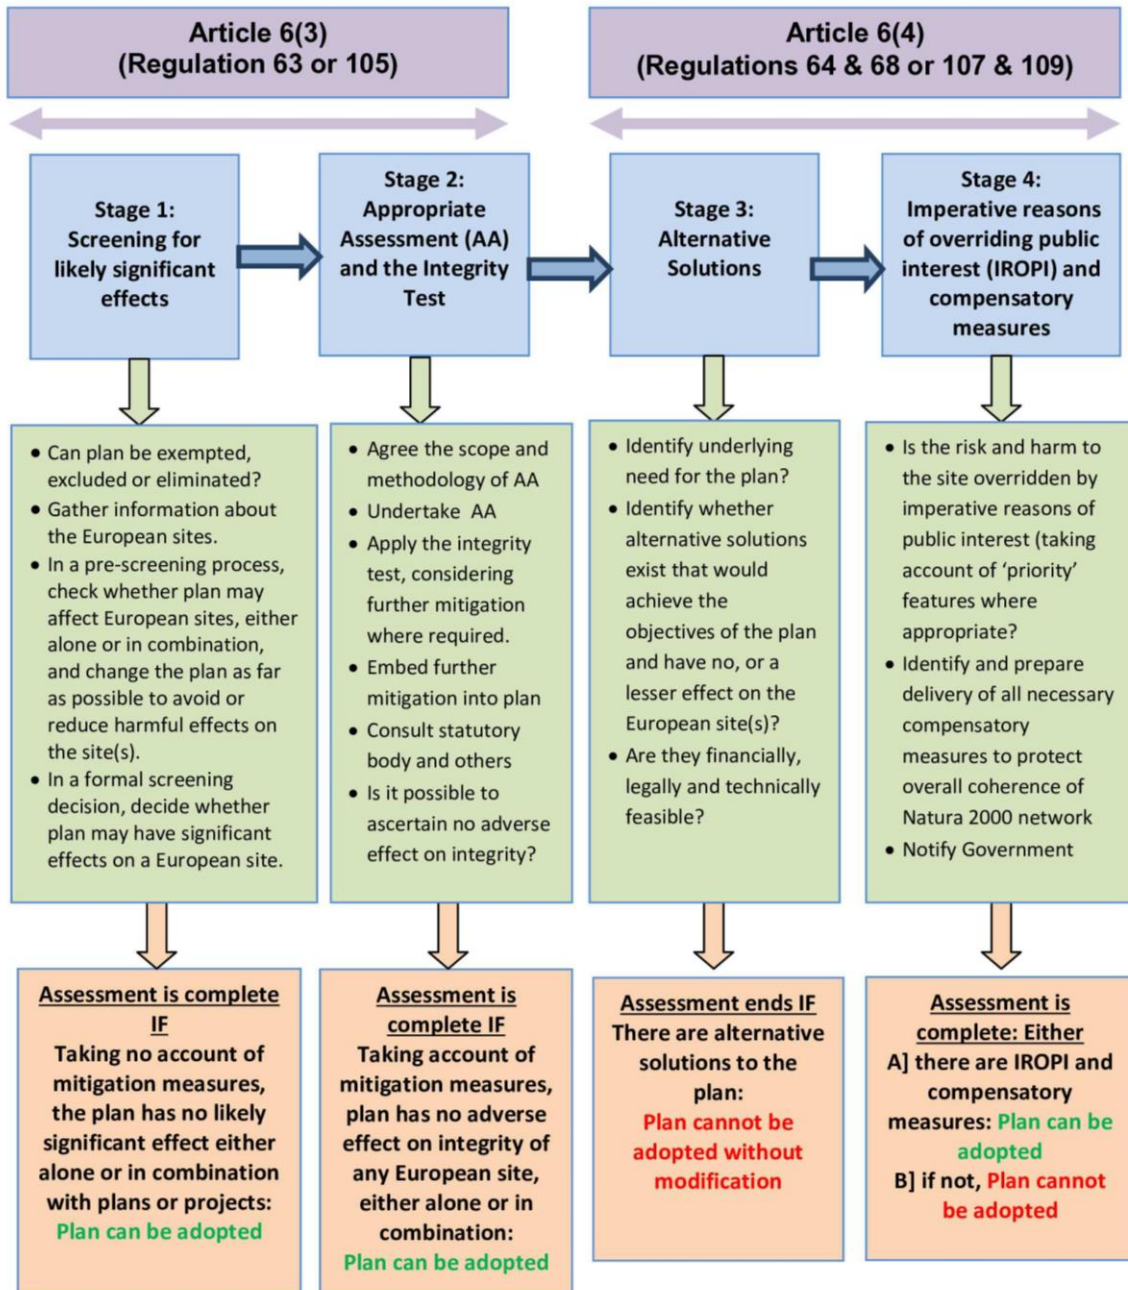 Article 6(3)
(Regulation 63 or 105)
Article 6(4)
(Regulations 64 & 68 or 107 & 109)
Stage 1:
Screening for
likely significant
effects
Stage 2:
Appropriate
Assessment (AA)
and the Integrity
Test
Stage 3:
Alternative
Solutions
Stage 4:
Imperative reasons
of overriding public
interest (IROPI) and
compensatory
measures
• Can plan be exempted,
excluded or eliminated?
• Gather information about
the European sites.
• In a pre-screening process,
check whether plan may
affect European sites, either
alone or in combination,
and change the plan as far
as possible to avoid or
reduce harmful effects on
the site(s).
• In a formal screening
decision, decide whether
plan may have significant
effects on a European site.
• Agree the scope and
methodology of AA
• Undertake AA
• Apply the integrity
test, considering
further mitigation
where required.
• Embed further
mitigation into plan
• Consult statutory
body and others
• Is it possible to
ascertain no adverse
effect on integrity?
• Identify underlying
need for the plan?
• Identify whether
alternative solutions
exist that would
achieve the
objectives of the plan
and have no, or a
lesser effect on the
European site(s)?
• Are they financially,
legally and technically
feasible?
• Is the risk and harm to
the site overridden by
imperative reasons of
public interest (taking
account of ‘priority’
features where
appropriate?
• Identify and prepare
delivery of all necessary
compensatory
measures to protect
overall coherence of
Natura 2000 network
• Notify Government
Assessment is complete
IF
Taking no account of
mitigation measures,
the plan has no likely
significant effect either
alone or in combination
with plans or projects:
Plan can be adopted
Assessment is
complete IF
Taking account of
mitigation measures,
plan has no adverse
effect on integrity of
any European site,
either alone or in
combination:
Plan can be adopted
Assessment ends IF
There are alternative
solutions to the
plan:
Plan cannot be
adopted without
modification
Assessment is
complete: Either
A] there are IROPI and
compensatory
measures: Plan can be
adopted
B] if not, Plan cannot
be adopted